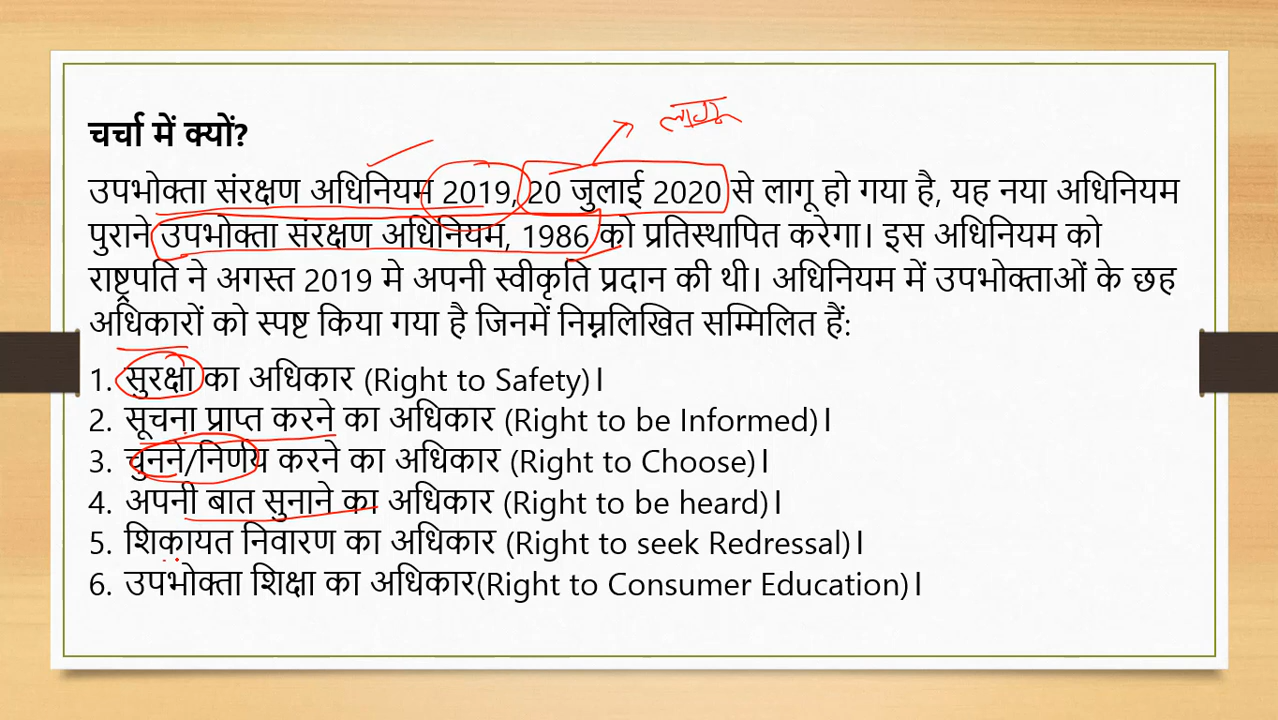 लागू
चर्चा में क्यों?
उपभोक्ता संरक्षण अधिनियम 2019, 20 जुलाई 2020 से लागू हो गया है, यह नया अधिनियम
पुराने उपभोक्ता संरक्षण अधिनियम, 1986 को प्रतिस्थापित करेगा। इस अधिनियम को
राष्ट्रपति ने अगस्त 2019 मे अपनी स्वीकृति प्रदान की थी। अधिनियम में उपभोक्ताओं के छह
अधिकारों को स्पष्ट किया गया है जिनमें निम्नलिखित सम्मिलित हैं:
1. सुरक्षा का अधिकार (Right to Safety)।
2. सूचना प्राप्त करने का अधिकार (Right to be Informed)।
3. चुनने/निर्णय करने का अधिकार (Right to Choose)।
4. अपनी बात सुनाने का अधिकार (Right to be heard)।
5. शिकायत निवारण का अधिकार (Right to seek Redressal)।
6. उपभोक्ता शिक्षा का अधिकार(Right to Consumer Education)।